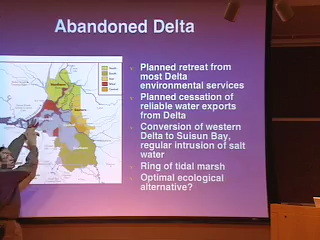 Abandoned Delta
Planned retreat from
most Delta
environmental services
Planned cessation of
reliable water exports
from Delta
Conversion of western
Delta to Suisun Bay,
regular intrusion of salt
water
Ring of tidal marsh
Optimal ecological
alternative?